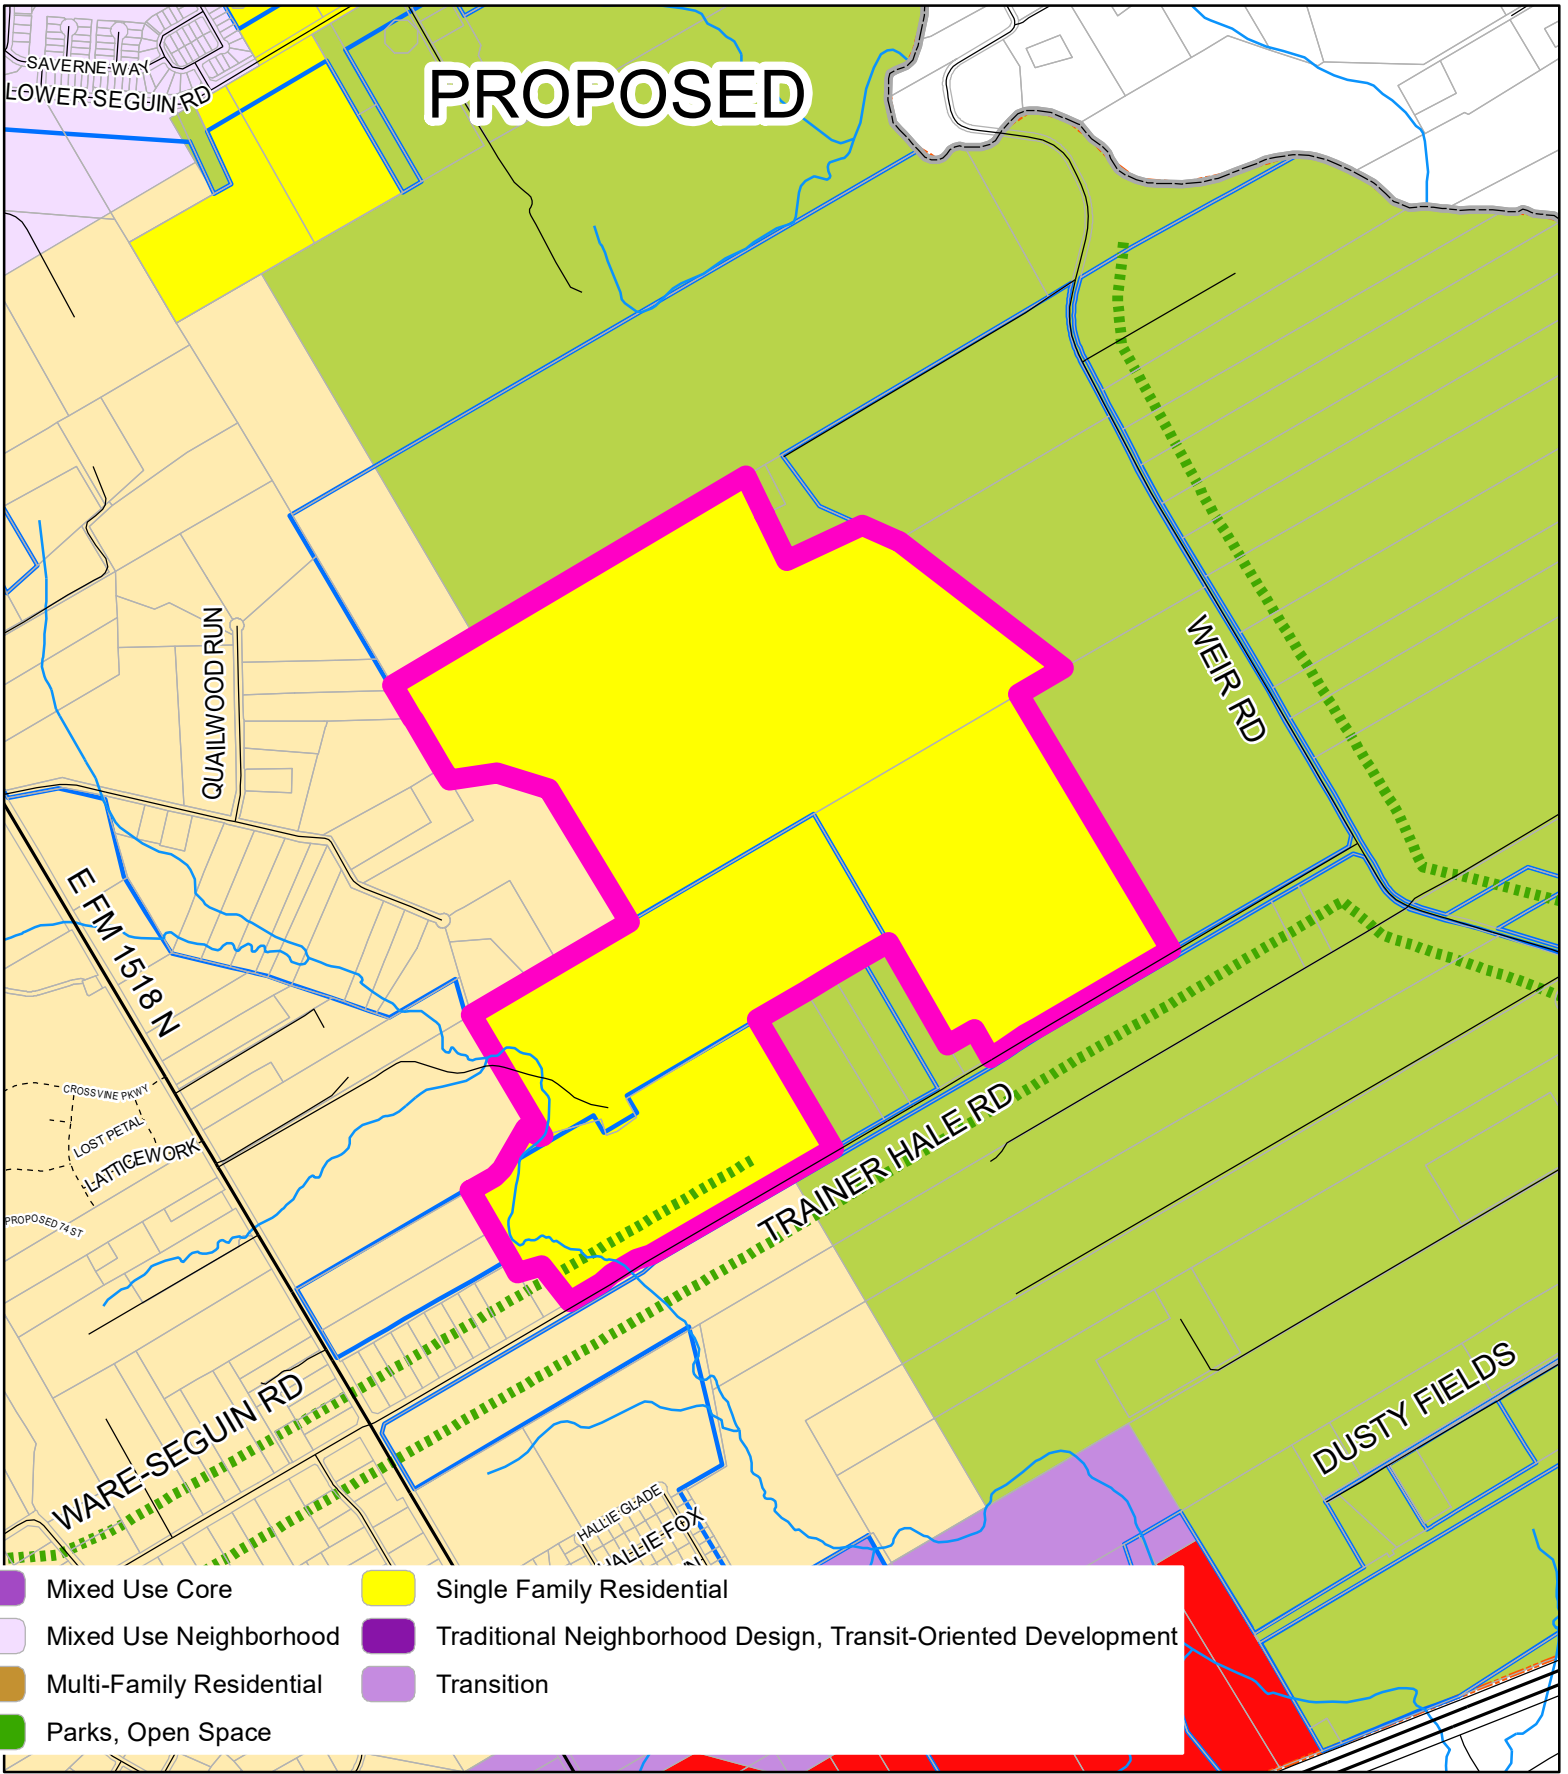 SAVERNE WAY
LOWER SEGUIN RD
PROPOSED
QUAILWOOD RUN
WEIR RD
E FM 1518 N
CROSSVINE PKWY
LOST PETAL
LATTICEWORK
PROPOSED 74 ST
TRAINER HALE RD
WARE-SEGUIN RD
DUSTY FIELDS
HALLIE GLADE
HALLIE FOX
Mixed Use Core
Single Family Residential
Mixed Use Neighborhood
Traditional Neighborhood Design, Transit-Oriented Development
Multi-Family Residential
Transition
Parks, Open Space